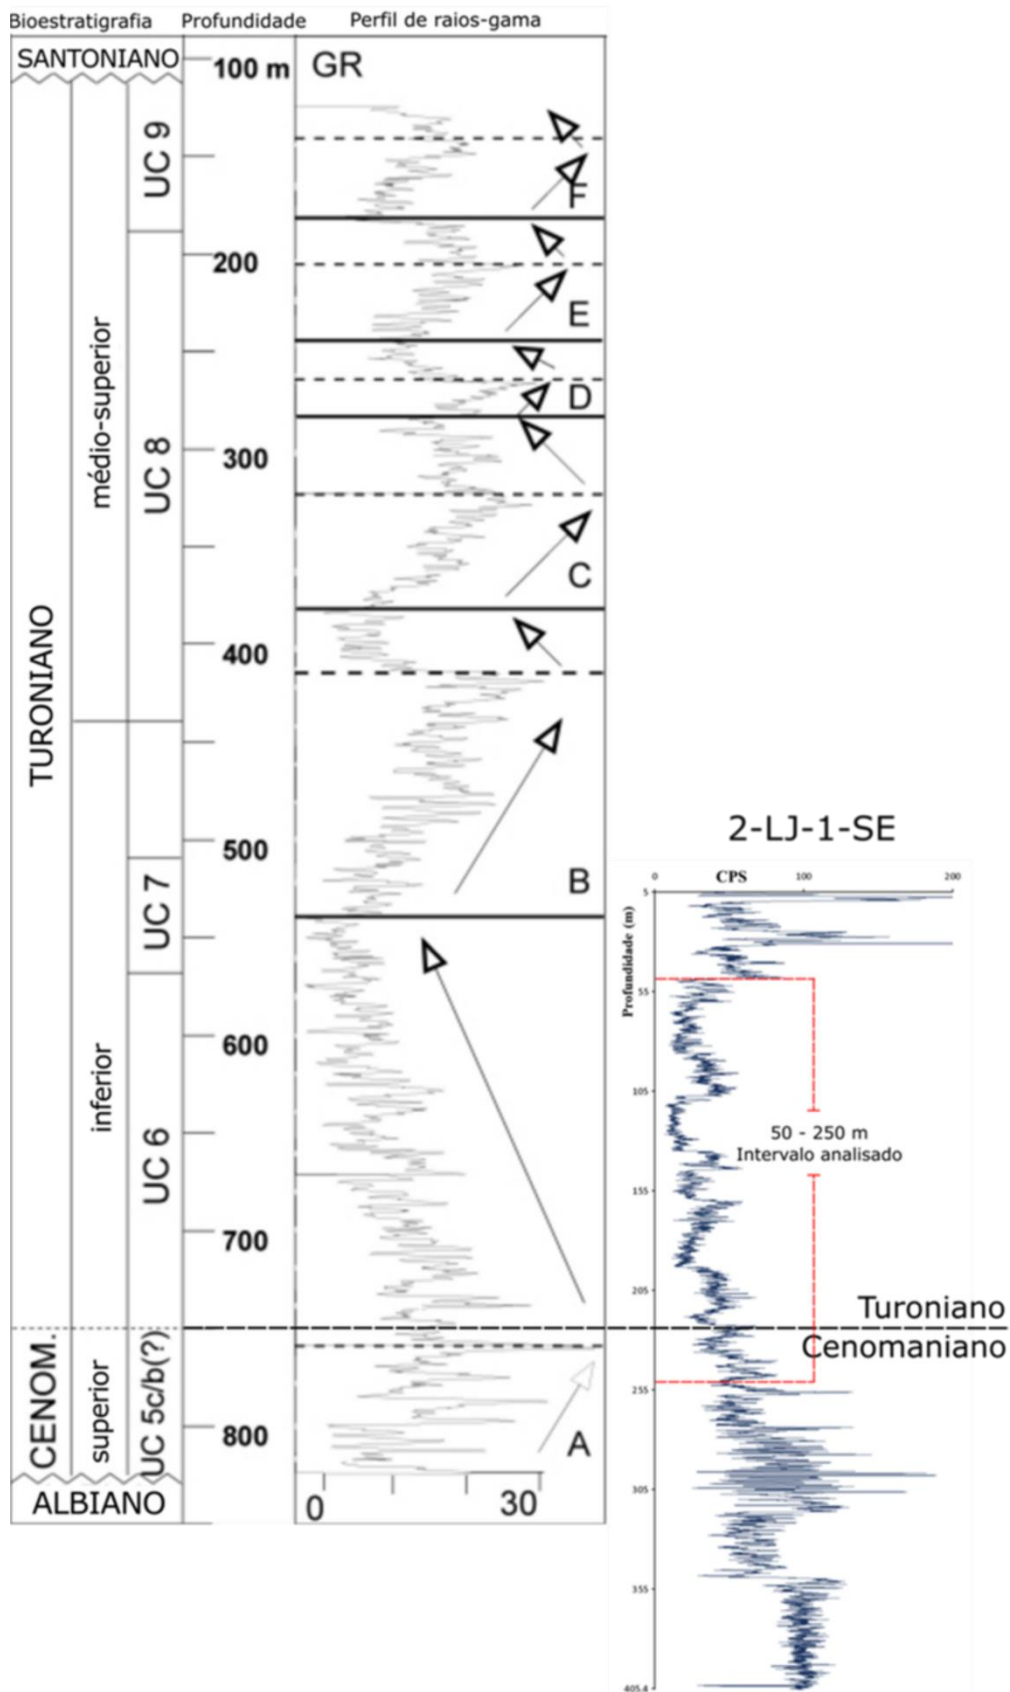 Bioestratigrafia Profundidade Perfil de raios-gama
SANTONIANO
100 m
GR
UC 9
F
200
E
médio-superior
D
UC 8
300
C
TURONIANO
400
500
B
UC 7
600
inferior
UC 6
700
CENOM.
superior
UC 5c/b(?)
800
A
ALBIANO
0
30
2-LJ-1-SE
0
CPS
100
200
Profundidade (m)
5
55
105
50 - 250 m
Intervalo analisado
155
205
Turoniano
Cenomaniano
255
305
355
405.6